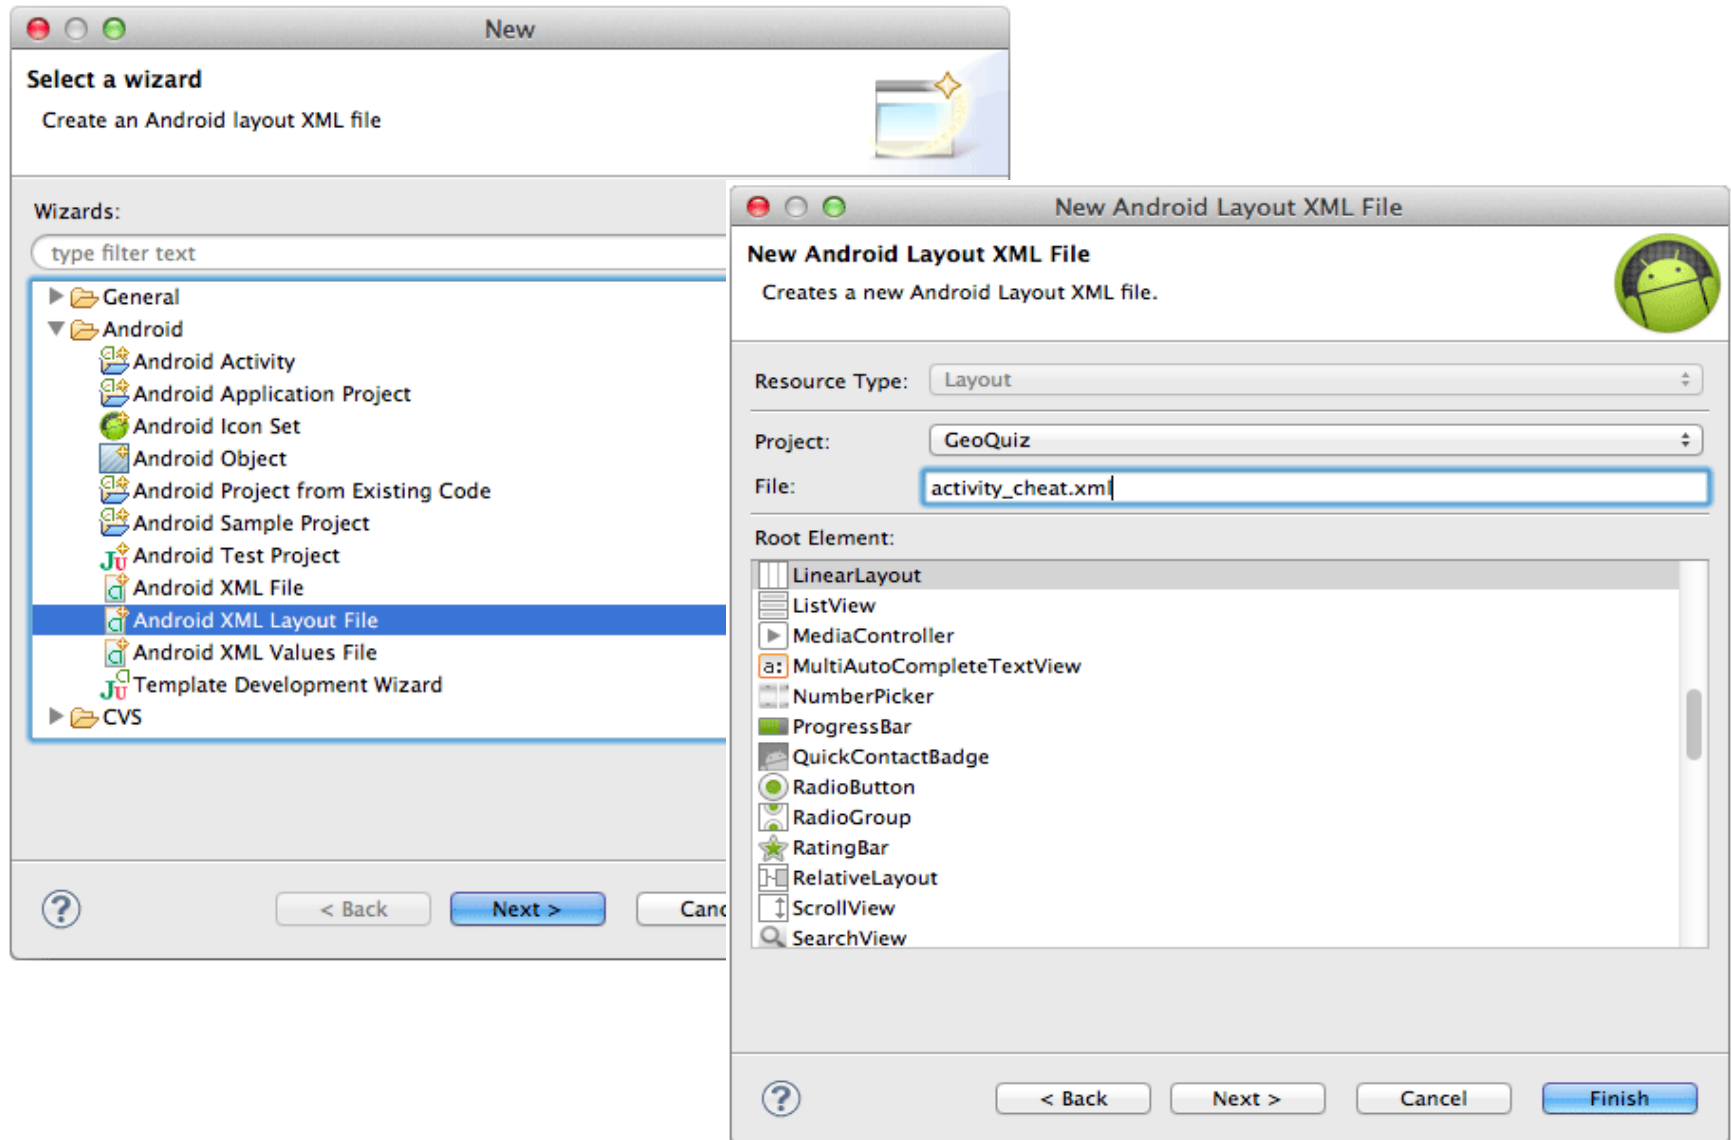 New
Select a wizard
Create an Android layout XML file
Wizards:
type filter text
General
Android
Android Activity
Android Application Project
Android Icon Set
Android Object
Android Project from Existing Code
Android Sample Project
Android Test Project
Android XML File
Android XML Layout File
Android XML Values File
Template Development Wizard
CVS
? < Back Next > Canc
New Android Layout XML File
New Android Layout XML File
Creates a new Android Layout XML file.
Resource Type: Layout
Project: GeoQuiz
File: activity_cheat.xml
Root Element:
LinearLayout
ListView
MediaController
a: MultiAutoCompleteTextView
NumberPicker
ProgressBar
QuickContactBadge
RadioButton
RadioGroup
RatingBar
RelativeLayout
ScrollView
SearchView
? < Back Next > Cancel Finish